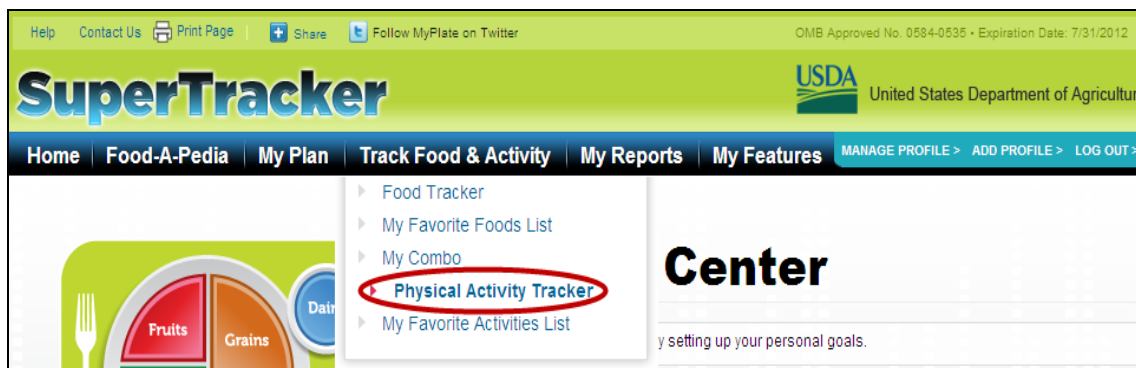 Help Contact Us Print Page Share Follow MyPlate on Twitter OMB Approved No. 0584-0535 • Expiration Date: 7/31/2012
SuperTracker
USDA United States Department of Agricultur
Home Food-A-Pedia My Plan Track Food & Activity My Reports My Features MANAGE PROFILE > ADD PROFILE > LOG OUT >
Food Tracker
My Favorite Foods List
My Combo
Center
Physical Activity Tracker
My Favorite Activities List
Fruits
Grains
Dair
y setting up your personal goals.